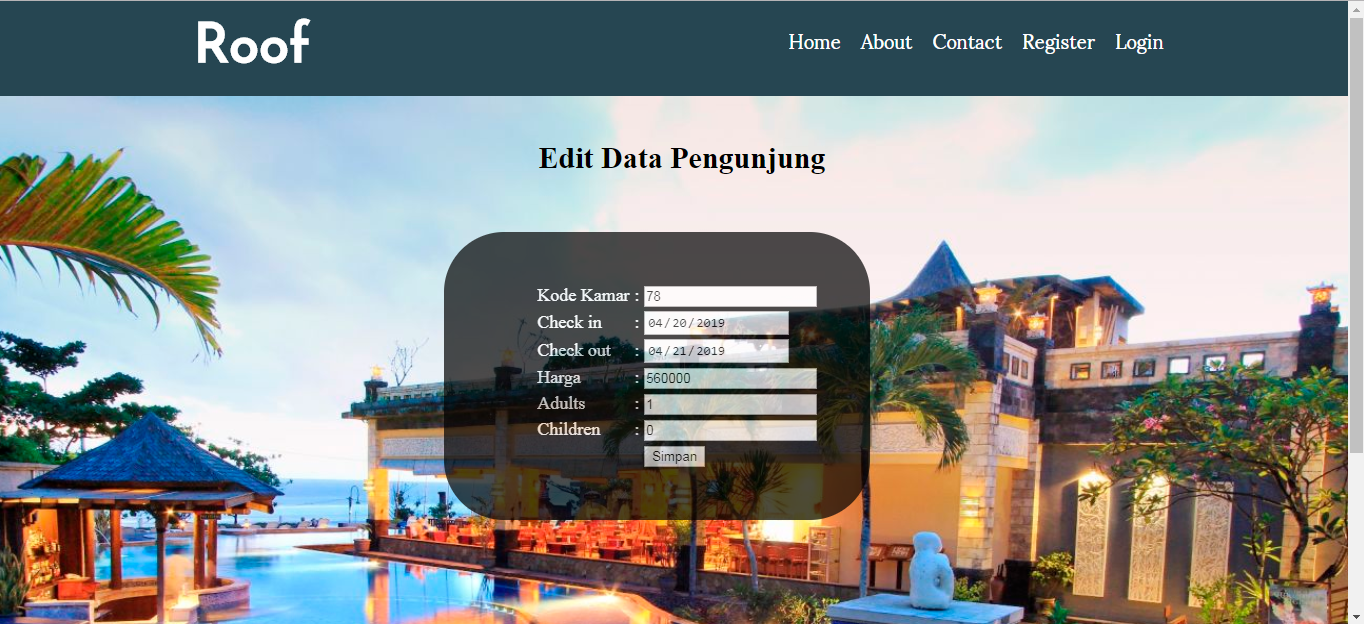 Roof
Home About Contact Register Login
Edit Data Pengunjung
Kode Kamar : 78
Check in : 04/20/2019
Check out : 04/21/2019
Harga : 560000
Adults : 1
Children : 0
Simpan